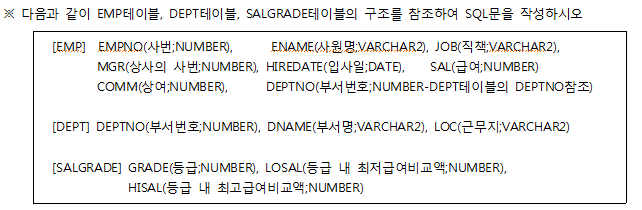 ※ 다음과 같이 EMP테이블, DEPT테이블, SALGRADE테이블의 구조를 참조하여 SQL문을 작성하시오
[EMP] EMPNO(사번;NUMBER), ENAME(사원명;VARCHAR2), JOB(직책;VARCHAR2),
MGR(상사의 사번;NUMBER), HIREDATE(입사일;DATE), SAL(급여;NUMBER)
COMM(상여;NUMBER), DEPTNO(부서번호;NUMBER-DEPT테이블의 DEPTNO참조)
[DEPT] DEPTNO(부서번호;NUMBER), DNAME(부서명;VARCHAR2), LOC(근무지;VARCHAR2)
[SALGRADE] GRADE(등급;NUMBER), LOSAL(등급 내 최저급여비교액;NUMBER),
HISAL(등급 내 최고급여비교액;NUMBER)